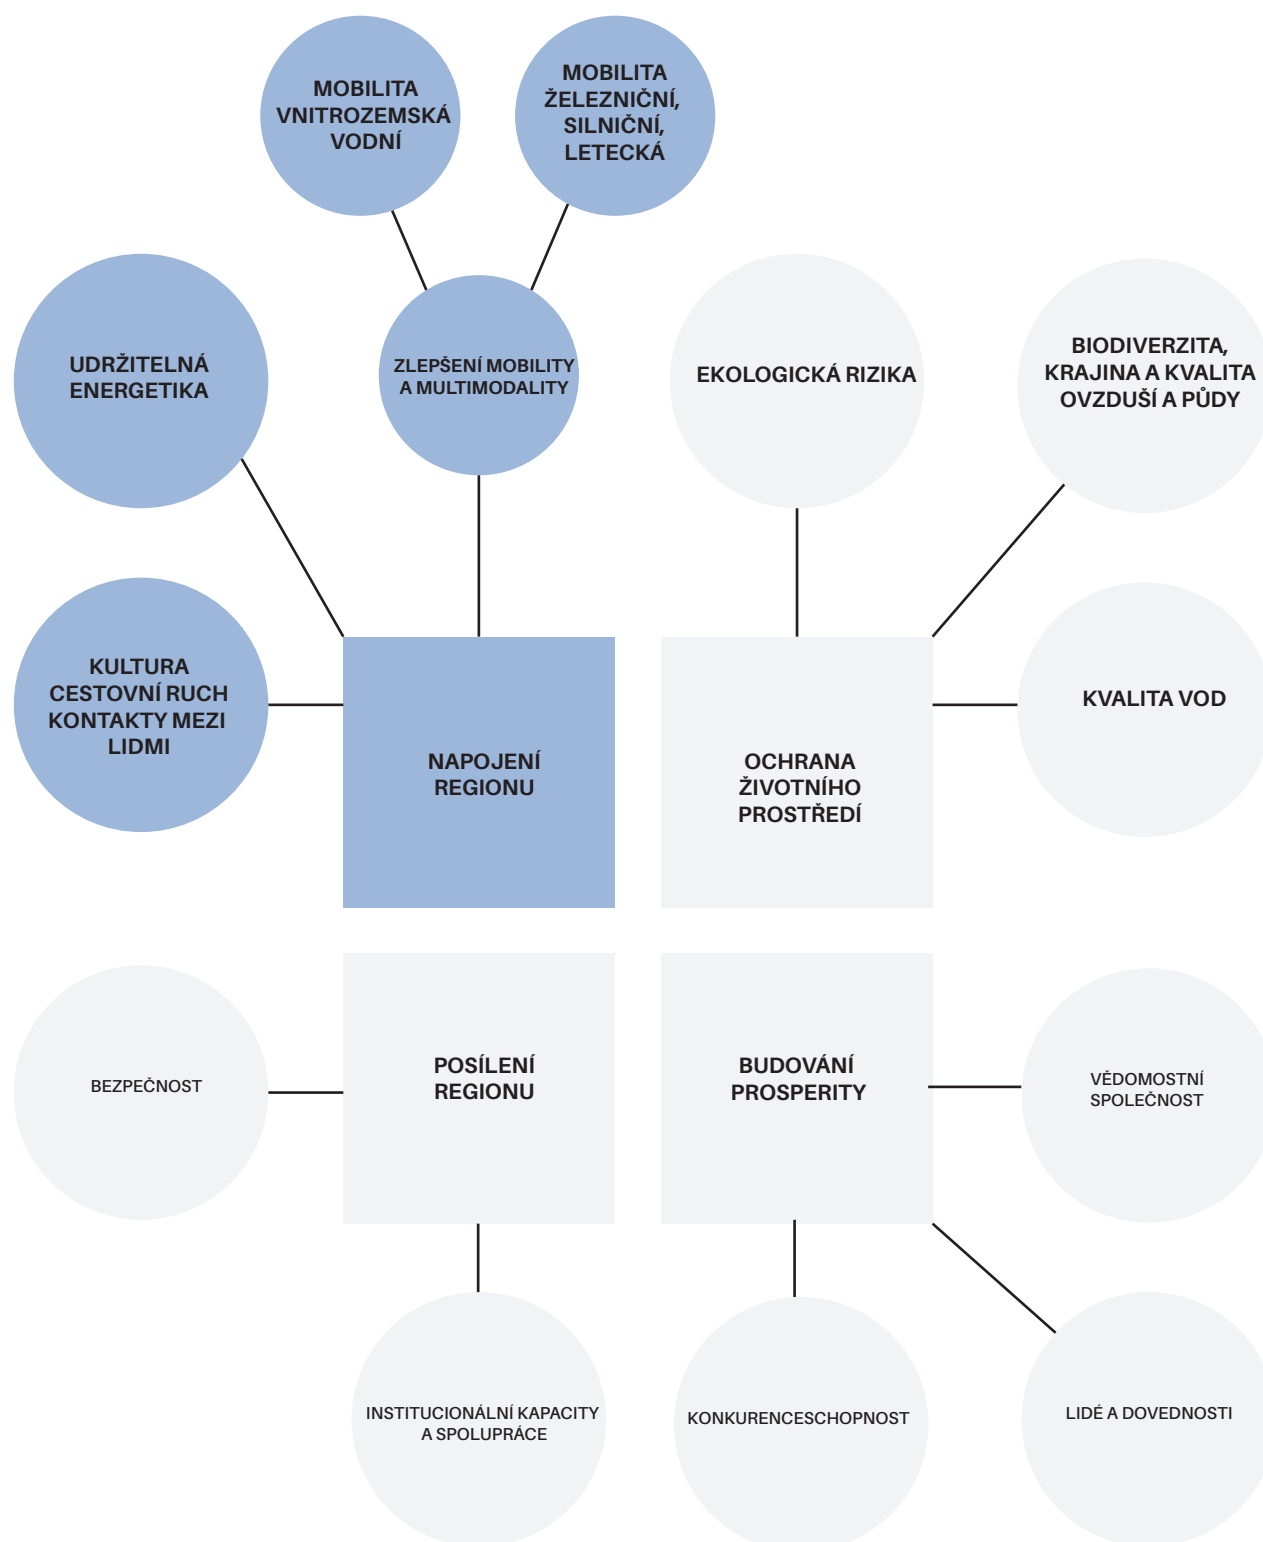 MOBILITA
VNITROZEMSKÁ
VODNÍ
MOBILITA
ŽELEZNIČNÍ,
SILNIČNÍ,
LETECKÁ
UDRŽITELNÁ
ENERGETIKA
ZLEPŠENÍ MOBILITY
A MULTIMODALITY
EKOLOGICKÁ RIZIKA
BIODIVERZITA,
KRAJINA A KVALITA
OVZDUŠÍ A PŮDY
KULTURA
CESTOVNÍ RUCH
KONTAKTY MEZI
LIDMI
NAPOJENÍ
REGIONU
OCHRANA
ŽIVOTNÍHO
PROSTŘEDÍ
KVALITA VOD
BEZPEČNOST
POSÍLENÍ
REGIONU
BUDOVÁNÍ
PROSPERITY
VĚDOMOSTNÍ
SPOLEČNOST
INSTITUCIONÁLNÍ KAPACITY
A SPOLUPRÁCE
KONKURENCESCHOPNOST
LIDÉ A DOVEDNOSTI